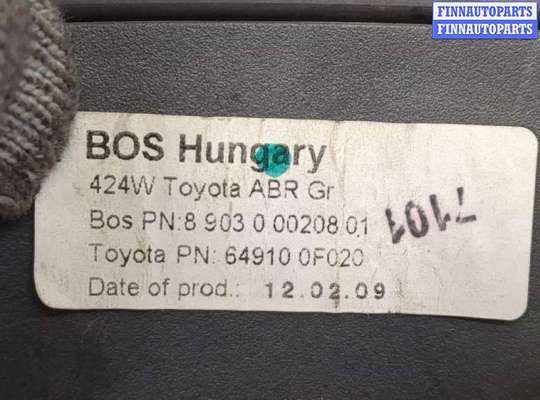 FINNAUTOPARTS
FINNAUTOPARTS
BOS Hungary
424W Toyota ABR Gr
Bos PN:8 903 0 00208 01
Toyota PN: 64910 0F020
Date of prod.: 12.02.09